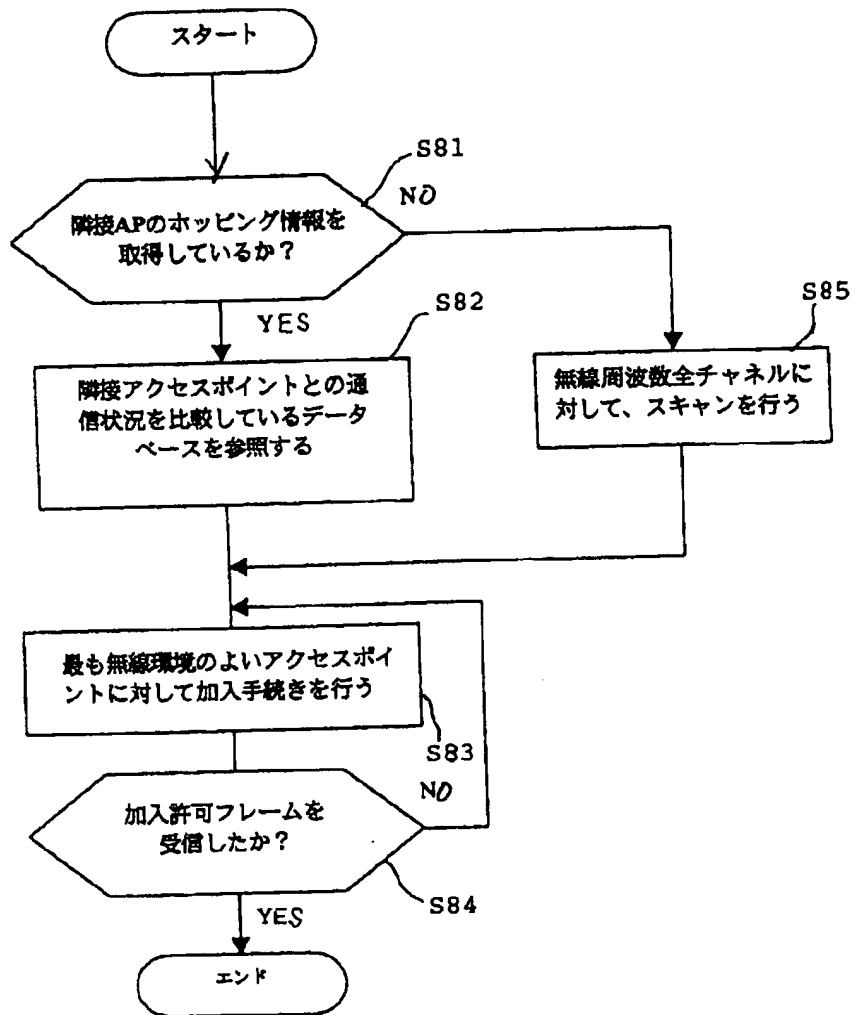 スタート
S81
NO
隣接APのホッピング情報を
取得しているか？
YES
S82
S85
隣接アクセスポイントとの通
信状況を比較しているデータ
ベースを参照する
無線周波数全チャネルに
対して、スキャンを行う
最も無線環境のよいアクセスポイ
ントに対して加入手続きを行う
S83
NO
加入許可フレームを
受信したか？
S84
YES
エンド